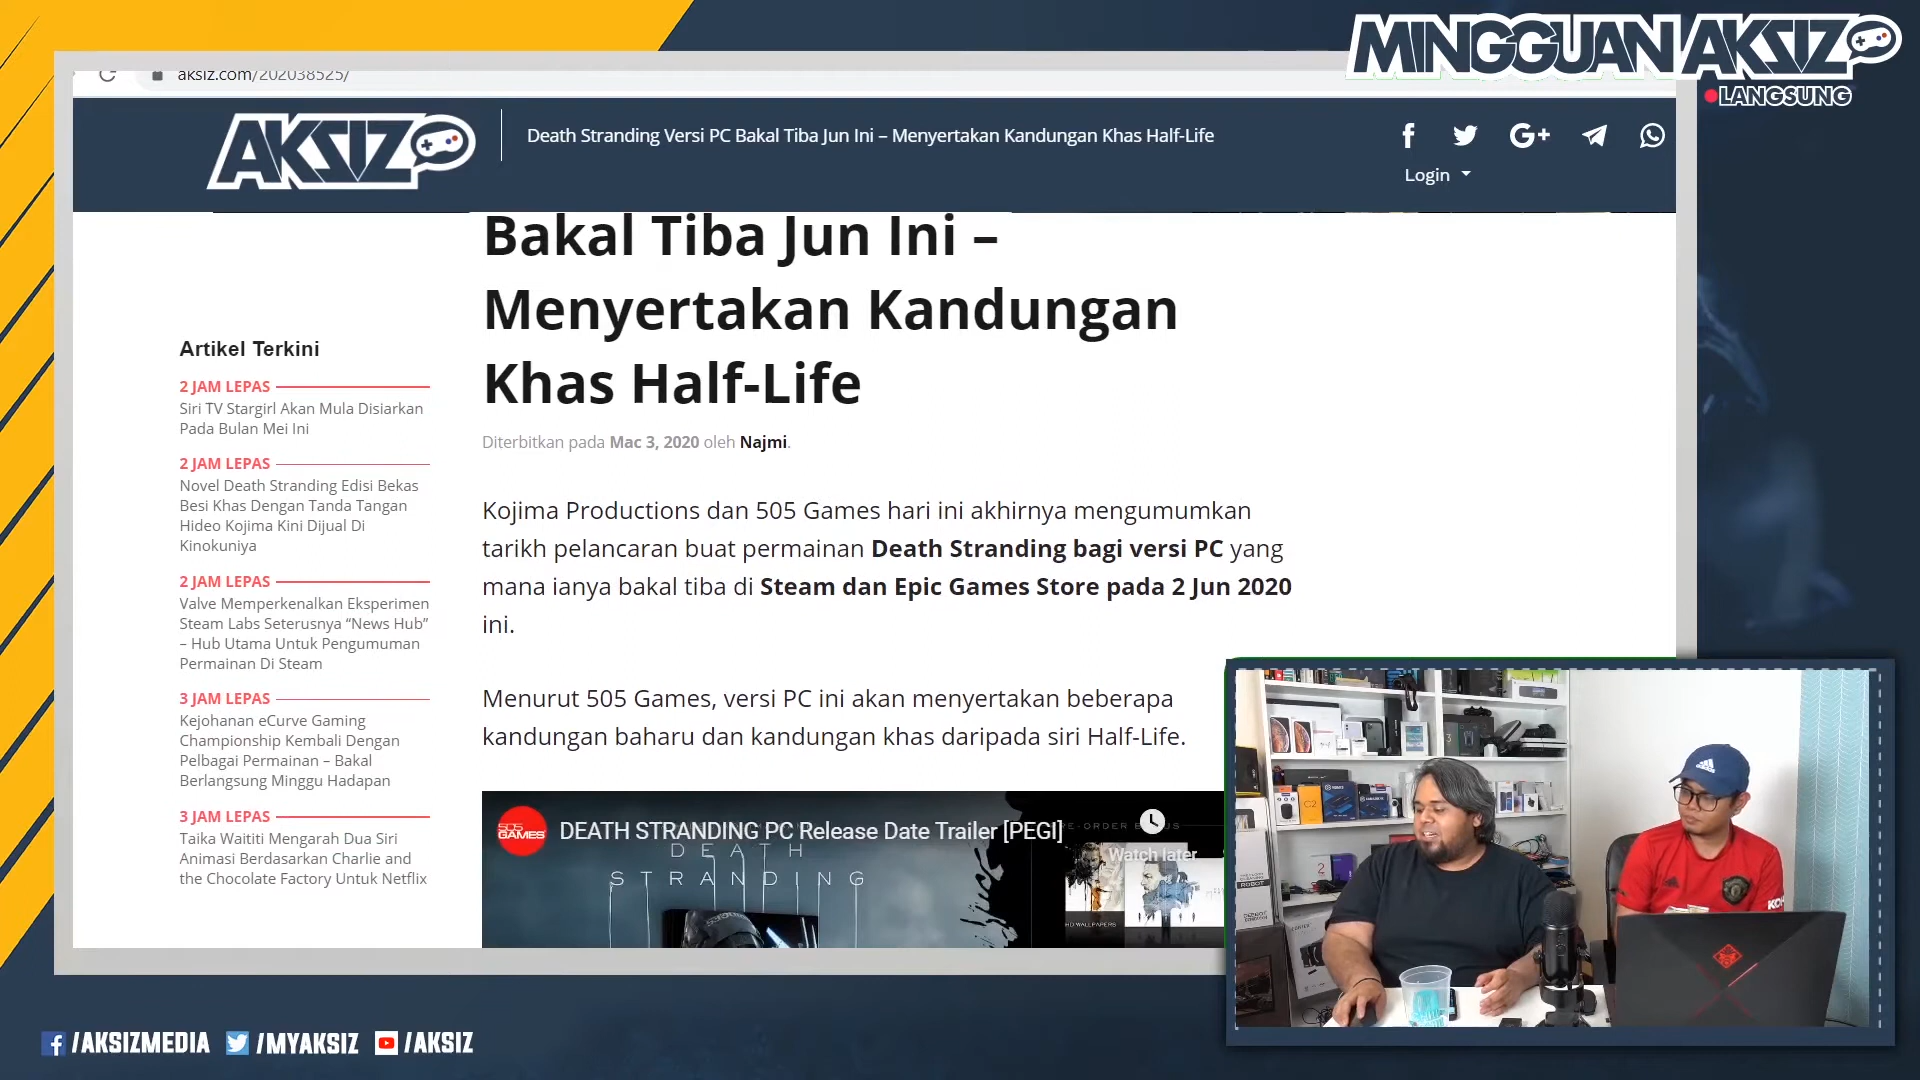 MINGGUAN AKSIZ
LANGSUNG
aksiz.com/202038525/
AKSIZ
Death Stranding Versi PC Bakal Tiba Jun Ini – Menyertakan Kandungan Khas Half-Life
Login
Bakal Tiba Jun Ini –
Menyertakan Kandungan
Khas Half-Life
Diterbitkan pada Mac 3, 2020 oleh Najmi.
Kojima Productions dan 505 Games hari ini akhirnya mengumumkan
tarikh pelancaran buat permainan Death Stranding bagi versi PC yang
mana ianya bakal tiba di Steam dan Epic Games Store pada 2 Jun 2020
ini.
Menurut 505 Games, versi PC ini akan menyertakan beberapa
kandungan baharu dan kandungan khas daripada siri Half-Life.
Artikel Terkini
2 JAM LEPAS
Siri TV Stargirl Akan Mula Disiarkan
Pada Bulan Mei Ini
2 JAM LEPAS
Novel Death Stranding Edisi Bekas
Besi Khas Dengan Tanda Tangan
Hideo Kojima Kini Dijual Di
Kinokuniya
2 JAM LEPAS
Valve Memperkenalkan Eksperimen
Steam Labs Seterusnya “News Hub”
– Hub Utama Untuk Pengumuman
Permainan Di Steam
3 JAM LEPAS
Kejohanan eCurve Gaming
Championship Kembali Dengan
Pelbagai Permainan – Bakal
Berlangsung Minggu Hadapan
3 JAM LEPAS
Taika Waititi Mengarah Dua Siri
Animasi Berdasarkan Charlie and
the Chocolate Factory Untuk Netflix
505
GAMES
DEATH STRANDING PC Release Date Trailer [PEGI]
Watch later
DEATH
STRANDING
HD WALLPAPERS
/AKSIZMEDIA
/MYAKSIZ
/AKSIZ